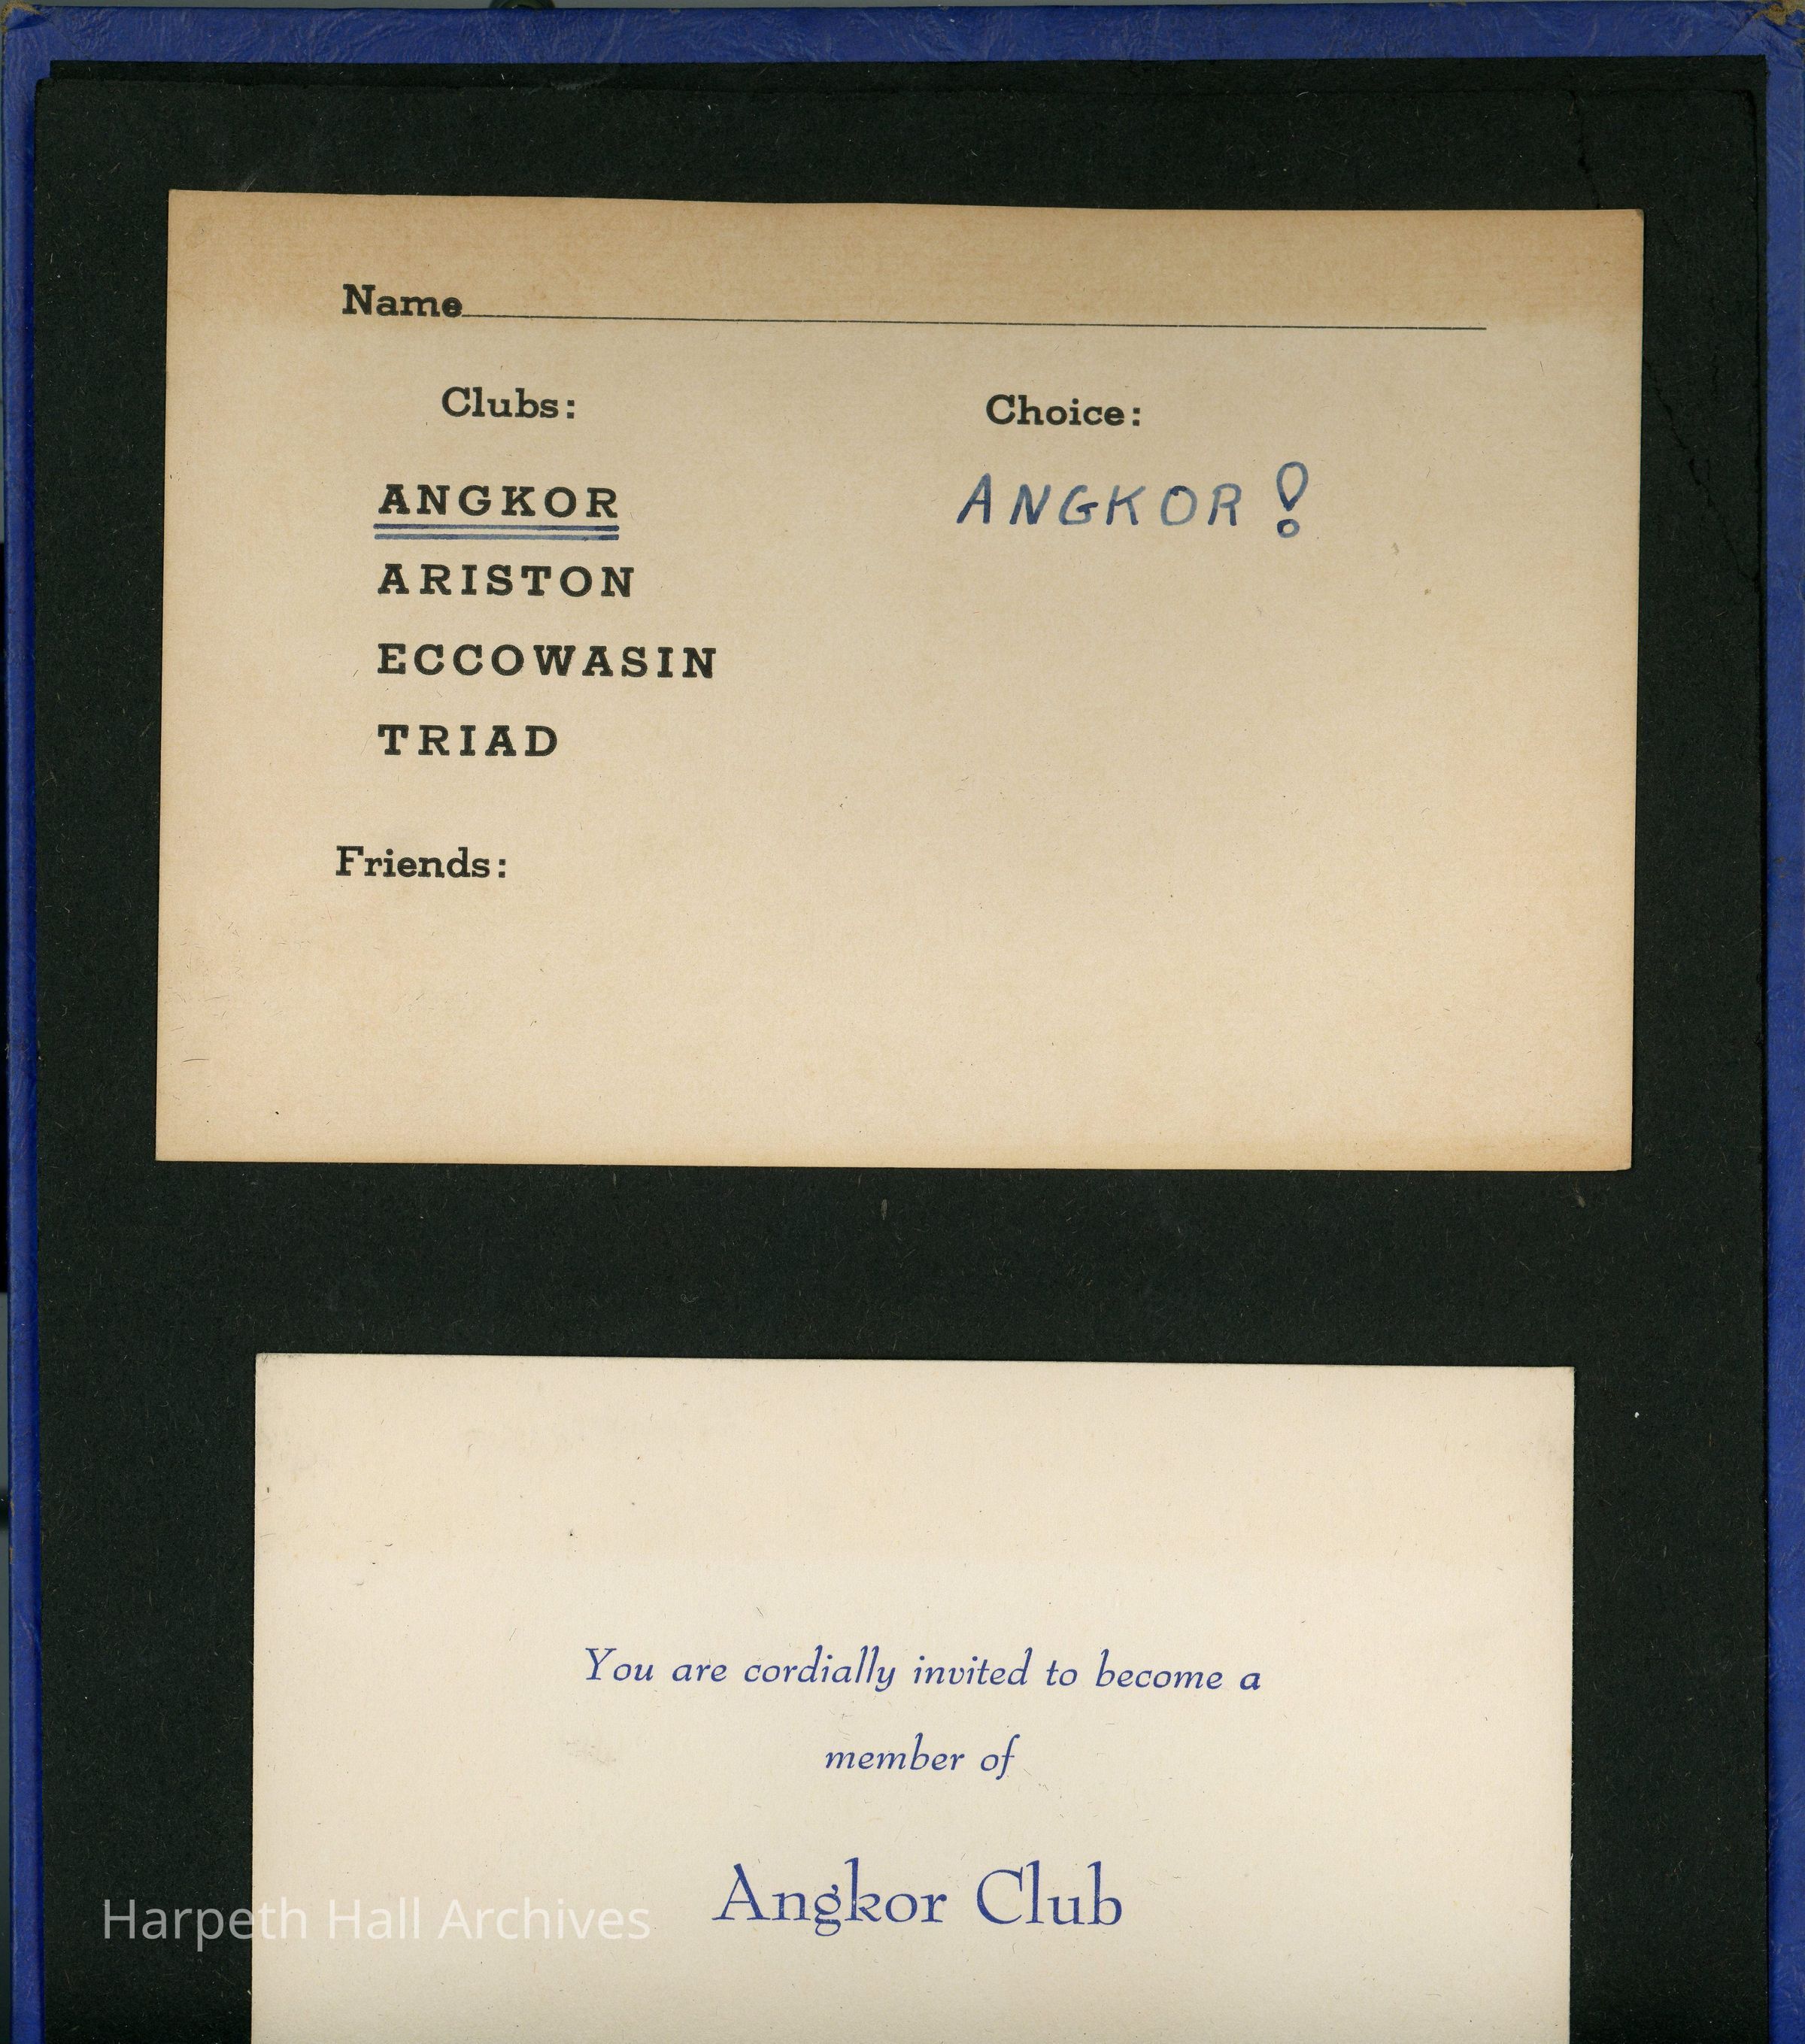 Name
Clubs: Choice:
ANGKOR ANGKOR!
ARISTON
ECCOWASIN
TRIAD
Friends:
You are cordially invited to become a
member of
Angkor Club
Harpeth Hall Archives